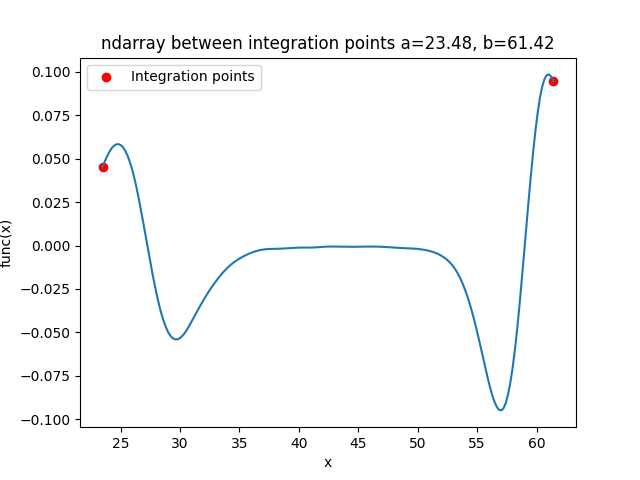 ndarray between integration points a=23.48, b=61.42
Integration points
0.100
0.075
0.050
0.025
0.000
−0.025
−0.050
−0.075
−0.100
func(x)
25 30 35 40 45 50 55 60
x